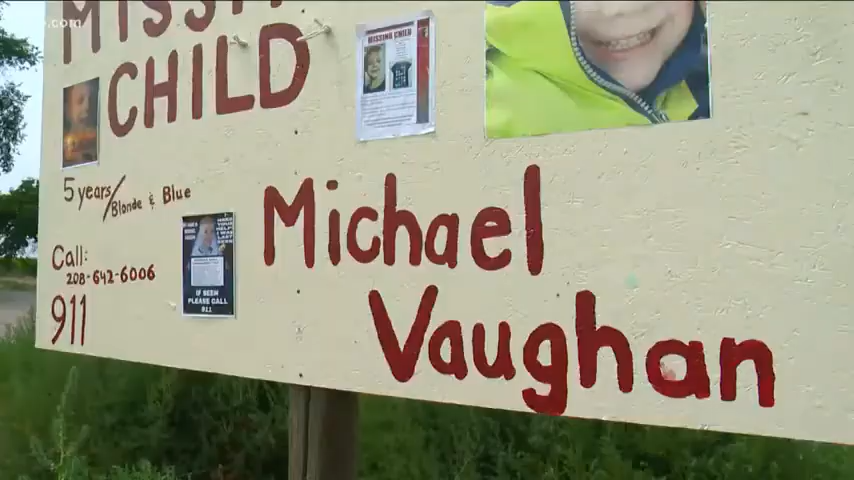 MISSING
CHILD
MISSING CHILD
5 years/
Blonde & Blue
Michael
Vaughan
Call:
208-642-6006
911
IF SEEN
PLEASE CALL
911